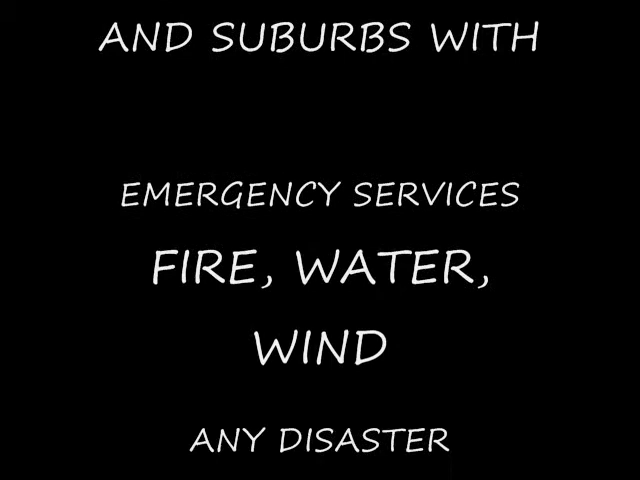 AND SUBURBS WITH
EMERGENCY SERVICES
FIRE, WATER,
WIND
ANY DISASTER